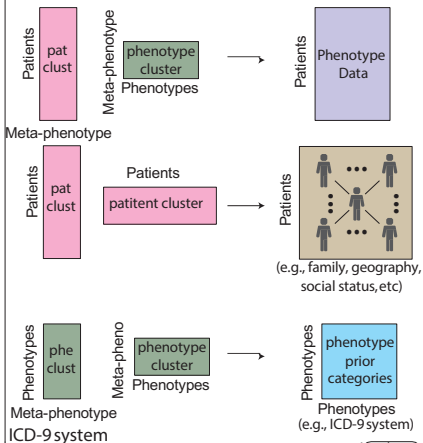 Patients
pat
clust
Meta-phenotype
Meta-phenotype
phenotype
cluster
Phenotypes
Patients
Phenotype
Data
Patients
pat
clust
Patients
patitent cluster
Patients
(e.g., family, geography,
social status, etc)
Phenotypes
phe
clust
Meta-phenotype
Meta-pheno
phenotype
cluster
Phenotypes
phenotype
prior
categories
Phenotypes
(e.g., ICD-9 system)
ICD-9 system